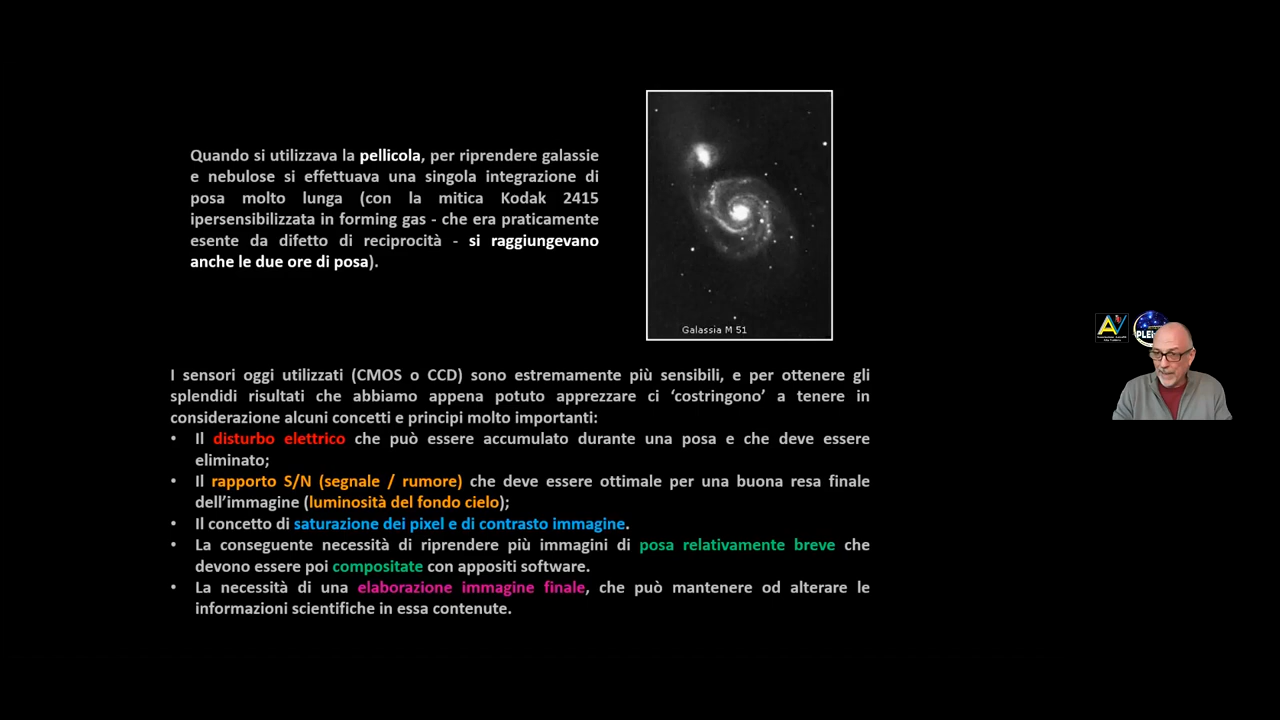 Quando si utilizzava la pellicola, per riprendere galassie
e nebulose si effettuava una singola integrazione di
posa molto lunga (con la mitica Kodak 2415
ipersensibilizzata in forming gas - che era praticamente
esente da difetto di reciprocità - si raggiungevano
anche le due ore di posa).
Galassia M 51
I sensori oggi utilizzati (CMOS o CCD) sono estremamente più sensibili, e per ottenere gli
splendidi risultati che abbiamo appena potuto apprezzare ci ‘costringono’ a tenere in
considerazione alcuni concetti e principi molto importanti:
• Il disturbo elettrico che può essere accumulato durante una posa e che deve essere
eliminato;
• Il rapporto S/N (segnale / rumore) che deve essere ottimale per una buona resa finale
dell’immagine (luminosità del fondo cielo);
• Il concetto di saturazione dei pixel e di contrasto immagine.
• La conseguente necessità di riprendere più immagini di posa relativamente breve che
devono essere poi compositate con appositi software.
• La necessità di una elaborazione immagine finale, che può mantenere od alterare le
informazioni scientifiche in essa contenute.
AV